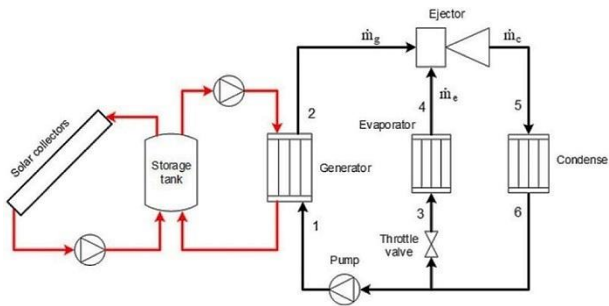 Ejector
ṁg
ṁc
2
4
ṁe
5
Solar collectors
Storage
tank
Generator
Evaporator
Condense
1
3
6
Throttle
valve
Pump